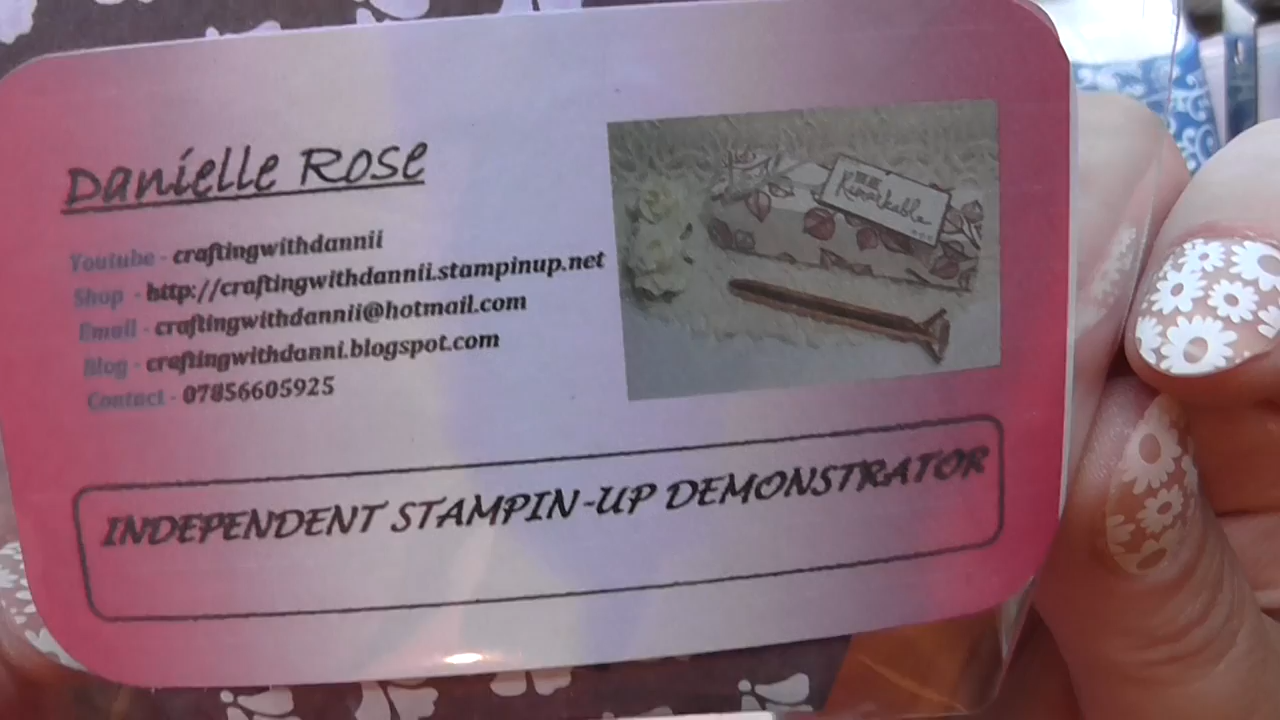 Danielle Rose
Youtube - craftingwithdannii
Shop - http://craftingwithdannii.stampinup.net
Email - craftingwithdannii@hotmail.com
Blog - craftingwithdanni.blogspot.com
Contact - 07856605925
Remarkable
INDEPENDENT STAMPIN-UP DEMONSTRATOR